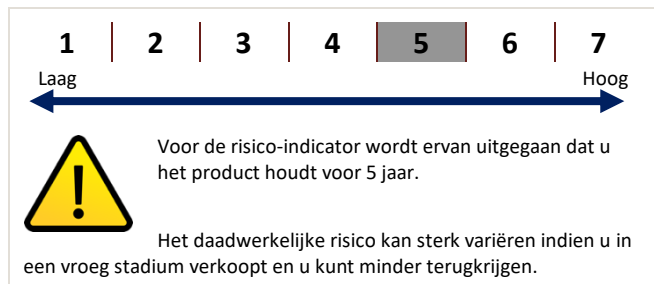 1 2 3 4 5 6 7
Laag Hoog
Voor de risico-indicator wordt ervan uitgegaan dat u
het product houdt voor 5 jaar.
Het daadwerkelijke risico kan sterk variëren indien u in
een vroeg stadium verkoopt en u kunt minder terugkrijgen.